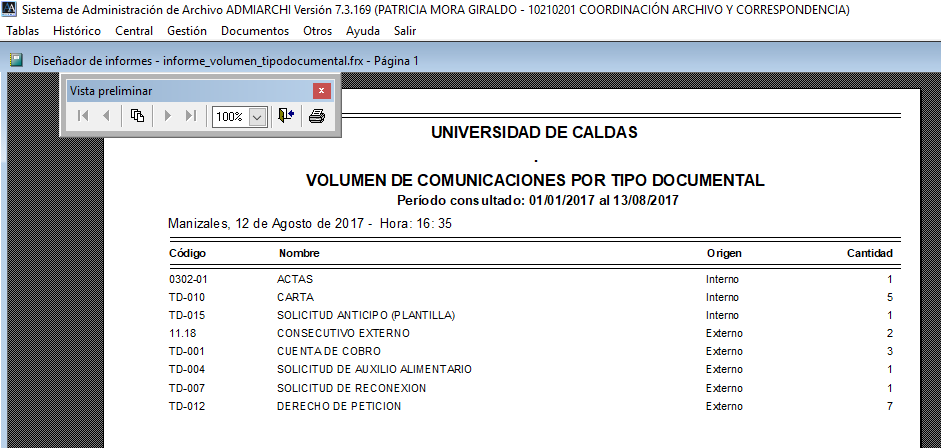 Sistema de Administración de Archivo ADMIARCHI Versión 7.3.169 (PATRICIA MORA GIRALDO - 10210201 COORDINACIÓN ARCHIVO Y CORRESPONDENCIA)
Tablas Histórico Central Gestión Documentos Otros Ayuda Salir
Diseñador de informes - informe_volumen_tipodocumental.frx - Página 1
Vista preliminar x
100%
UNIVERSIDAD DE CALDAS
.
VOLUMEN DE COMUNICACIONES POR TIPO DOCUMENTAL
Período consultado: 01/01/2017 al 13/08/2017
Manizales, 12 de Agosto de 2017 - Hora: 16: 35
Código Nombre Origen Cantidad
0302-01 ACTAS Interno 1
TD-010 CARTA Interno 5
TD-015 SOLICITUD ANTICIPO (PLANTILLA) Interno 1
11.18 CONSECUTIVO EXTERNO Externo 2
TD-001 CUENTA DE COBRO Externo 3
TD-004 SOLICITUD DE AUXILIO ALIMENTARIO Externo 1
TD-007 SOLICITUD DE RECONEXION Externo 1
TD-012 DERECHO DE PETICION Externo 7